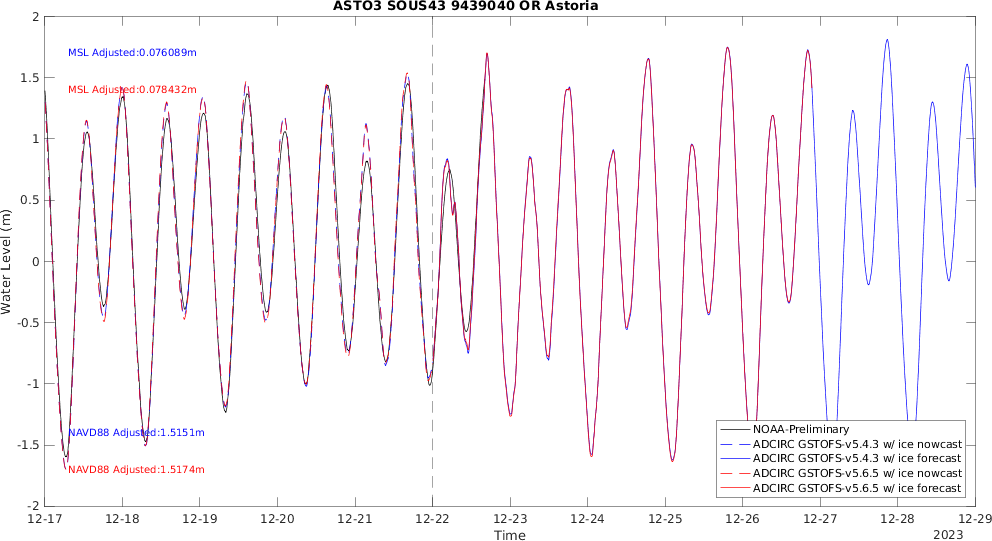 ASTO3 SOUS43 9439040 OR Astoria
MSL Adjusted:0.076089m
MSL Adjusted:0.078432m
NAVD88 Adjusted:1.5151m
NAVD88 Adjusted:1.5174m
Water Level (m)
2
1.5
1
0.5
0
-0.5
-1
-1.5
-2
NOAA-Preliminary
ADCIRC GSTOFS-v5.4.3 w/ ice nowcast
ADCIRC GSTOFS-v5.4.3 w/ ice forecast
ADCIRC GSTOFS-v5.6.5 w/ ice nowcast
ADCIRC GSTOFS-v5.6.5 w/ ice forecast
12-17 12-18 12-19 12-20 12-21 12-22 12-23 12-24 12-25 12-26 12-27 12-28 12-29
Time
2023